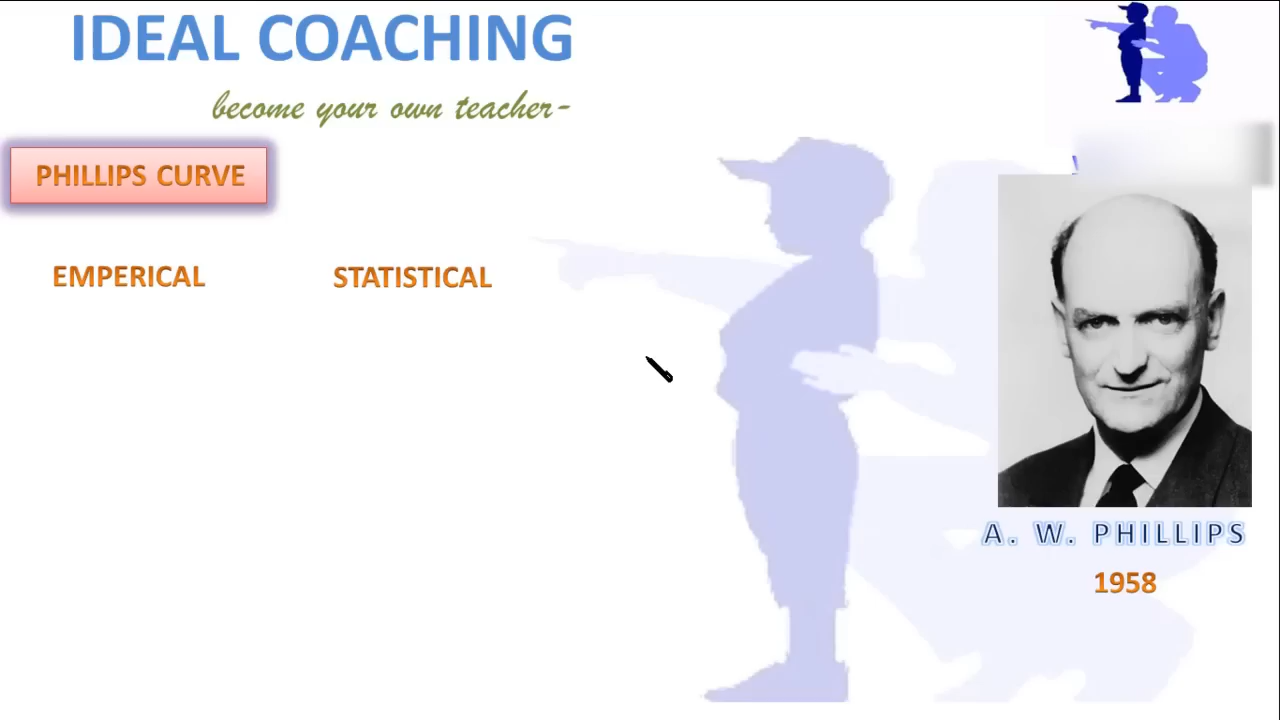 IDEAL COACHING
become your own teacher-
PHILLIPS CURVE
EMPERICAL
STATISTICAL
A. W. PHILLIPS
1958